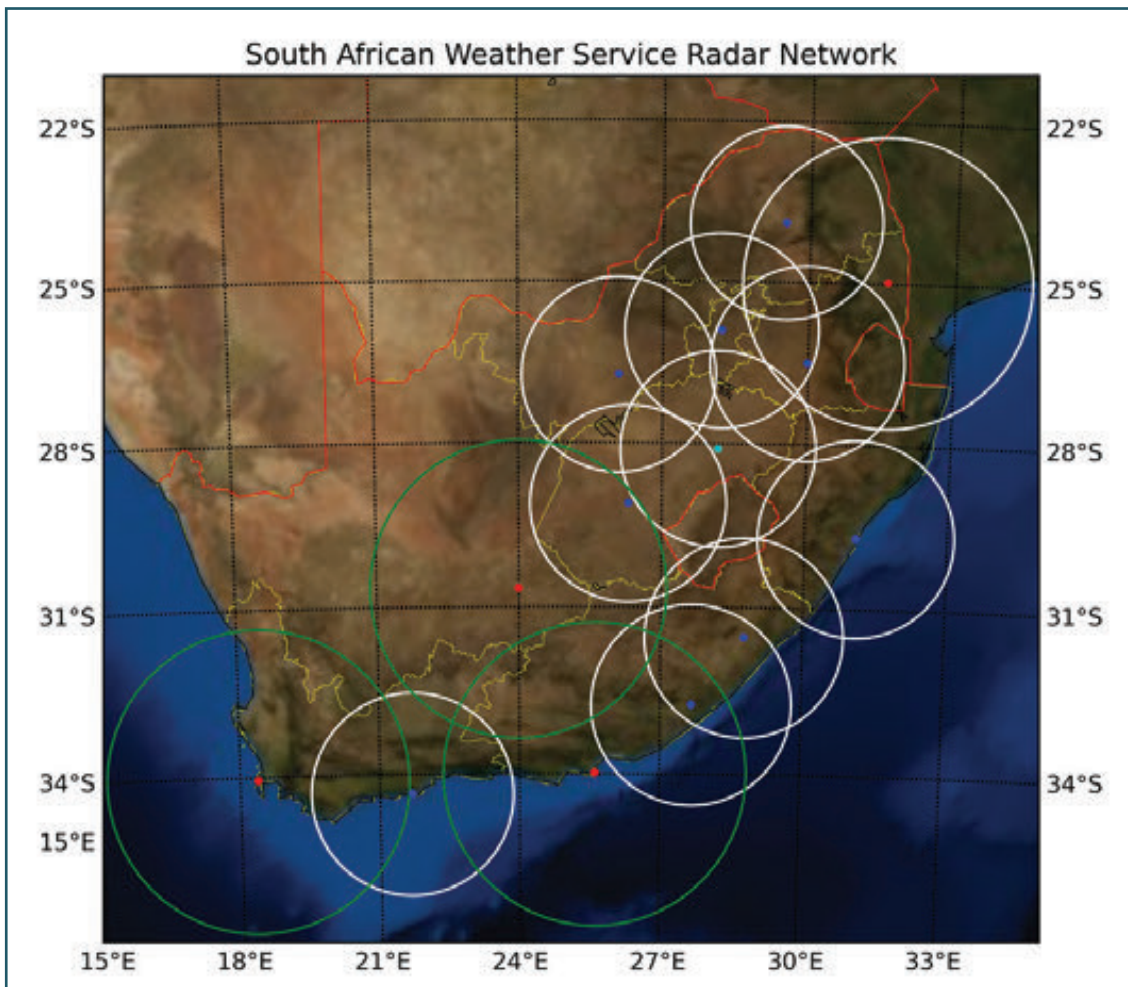 South African Weather Service Radar Network
22°S 22°S
25°S 25°S
28°S 28°S
31°S 31°S
34°S 34°S
15°E
15°E 18°E 21°E 24°E 27°E 30°E 33°E